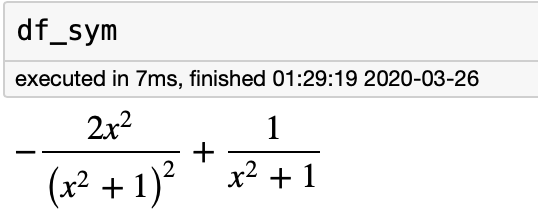 df_sym
executed in 7ms, finished 01:29:19 2020-03-26
− 2x² / (x² + 1)² + 1 / x² + 1